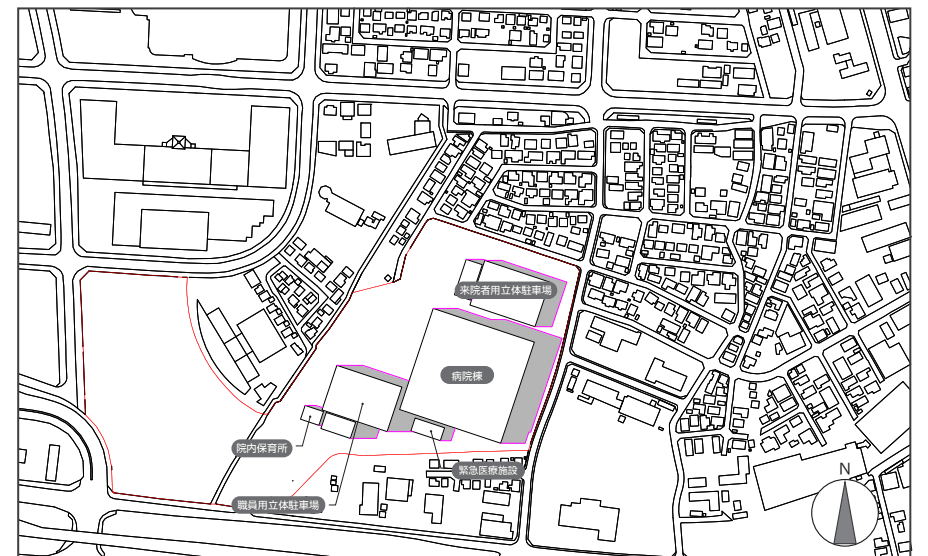 来院者用立体駐車場
病院棟
院内保育所
緊急医療施設
職員用立体駐車場
N